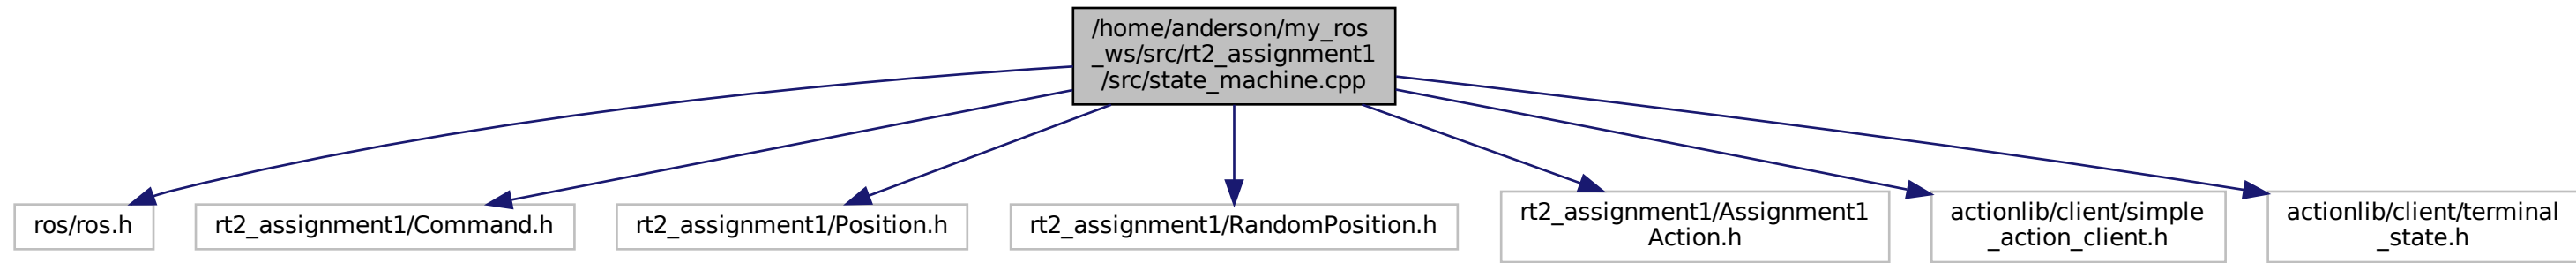 /home/anderson/my_ros
_ws/src/rt2_assignment1
/src/state_machine.cpp
ros/ros.h
rt2_assignment1/Command.h
rt2_assignment1/Position.h
rt2_assignment1/RandomPosition.h
rt2_assignment1/Assignment1
Action.h
actionlib/client/simple
_action_client.h
actionlib/client/terminal
_state.h